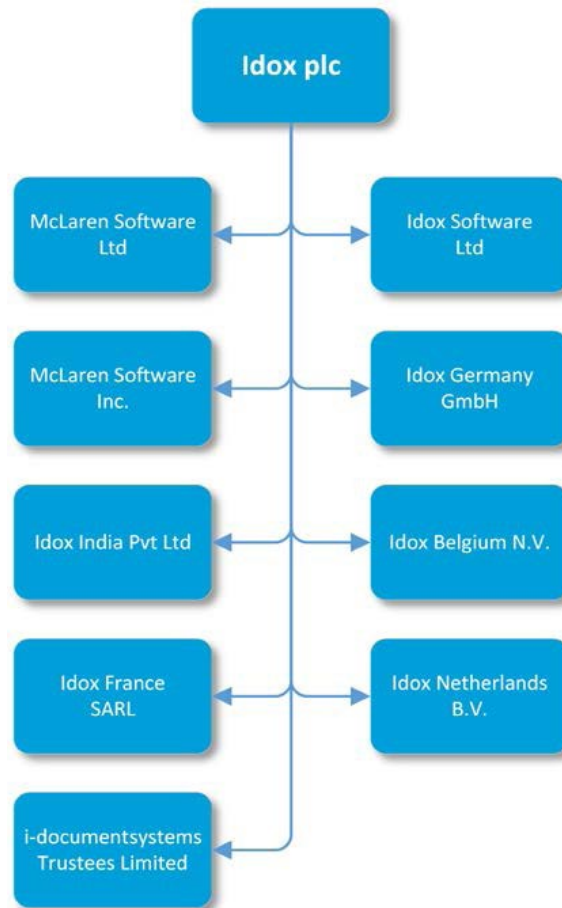 Idox plc
McLaren Software
Ltd
Idox Software
Ltd
McLaren Software
Inc.
Idox Germany
GmbH
Idox India Pvt Ltd
Idox Belgium N.V.
Idox France
SARL
Idox Netherlands
B.V.
i-documentsystems
Trustees Limited